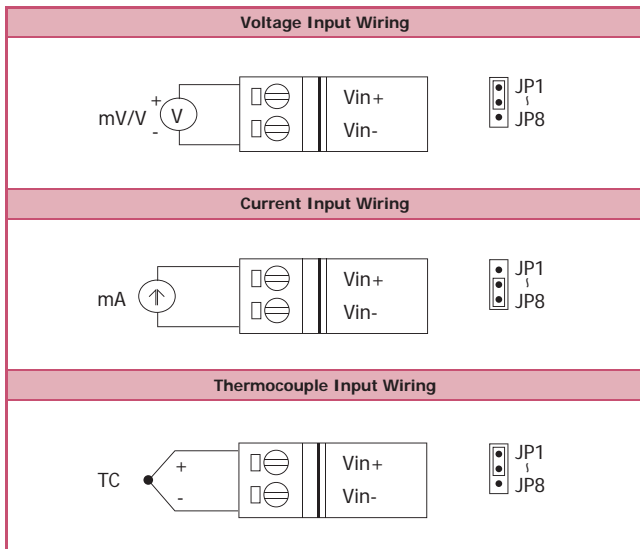 Voltage Input Wiring
mV/V
+
-
V
Vin+
Vin-
JP1
~
JP8
Current Input Wiring
mA
Vin+
Vin-
JP1
~
JP8
Thermocouple Input Wiring
TC
+
-
Vin+
Vin-
JP1
~
JP8